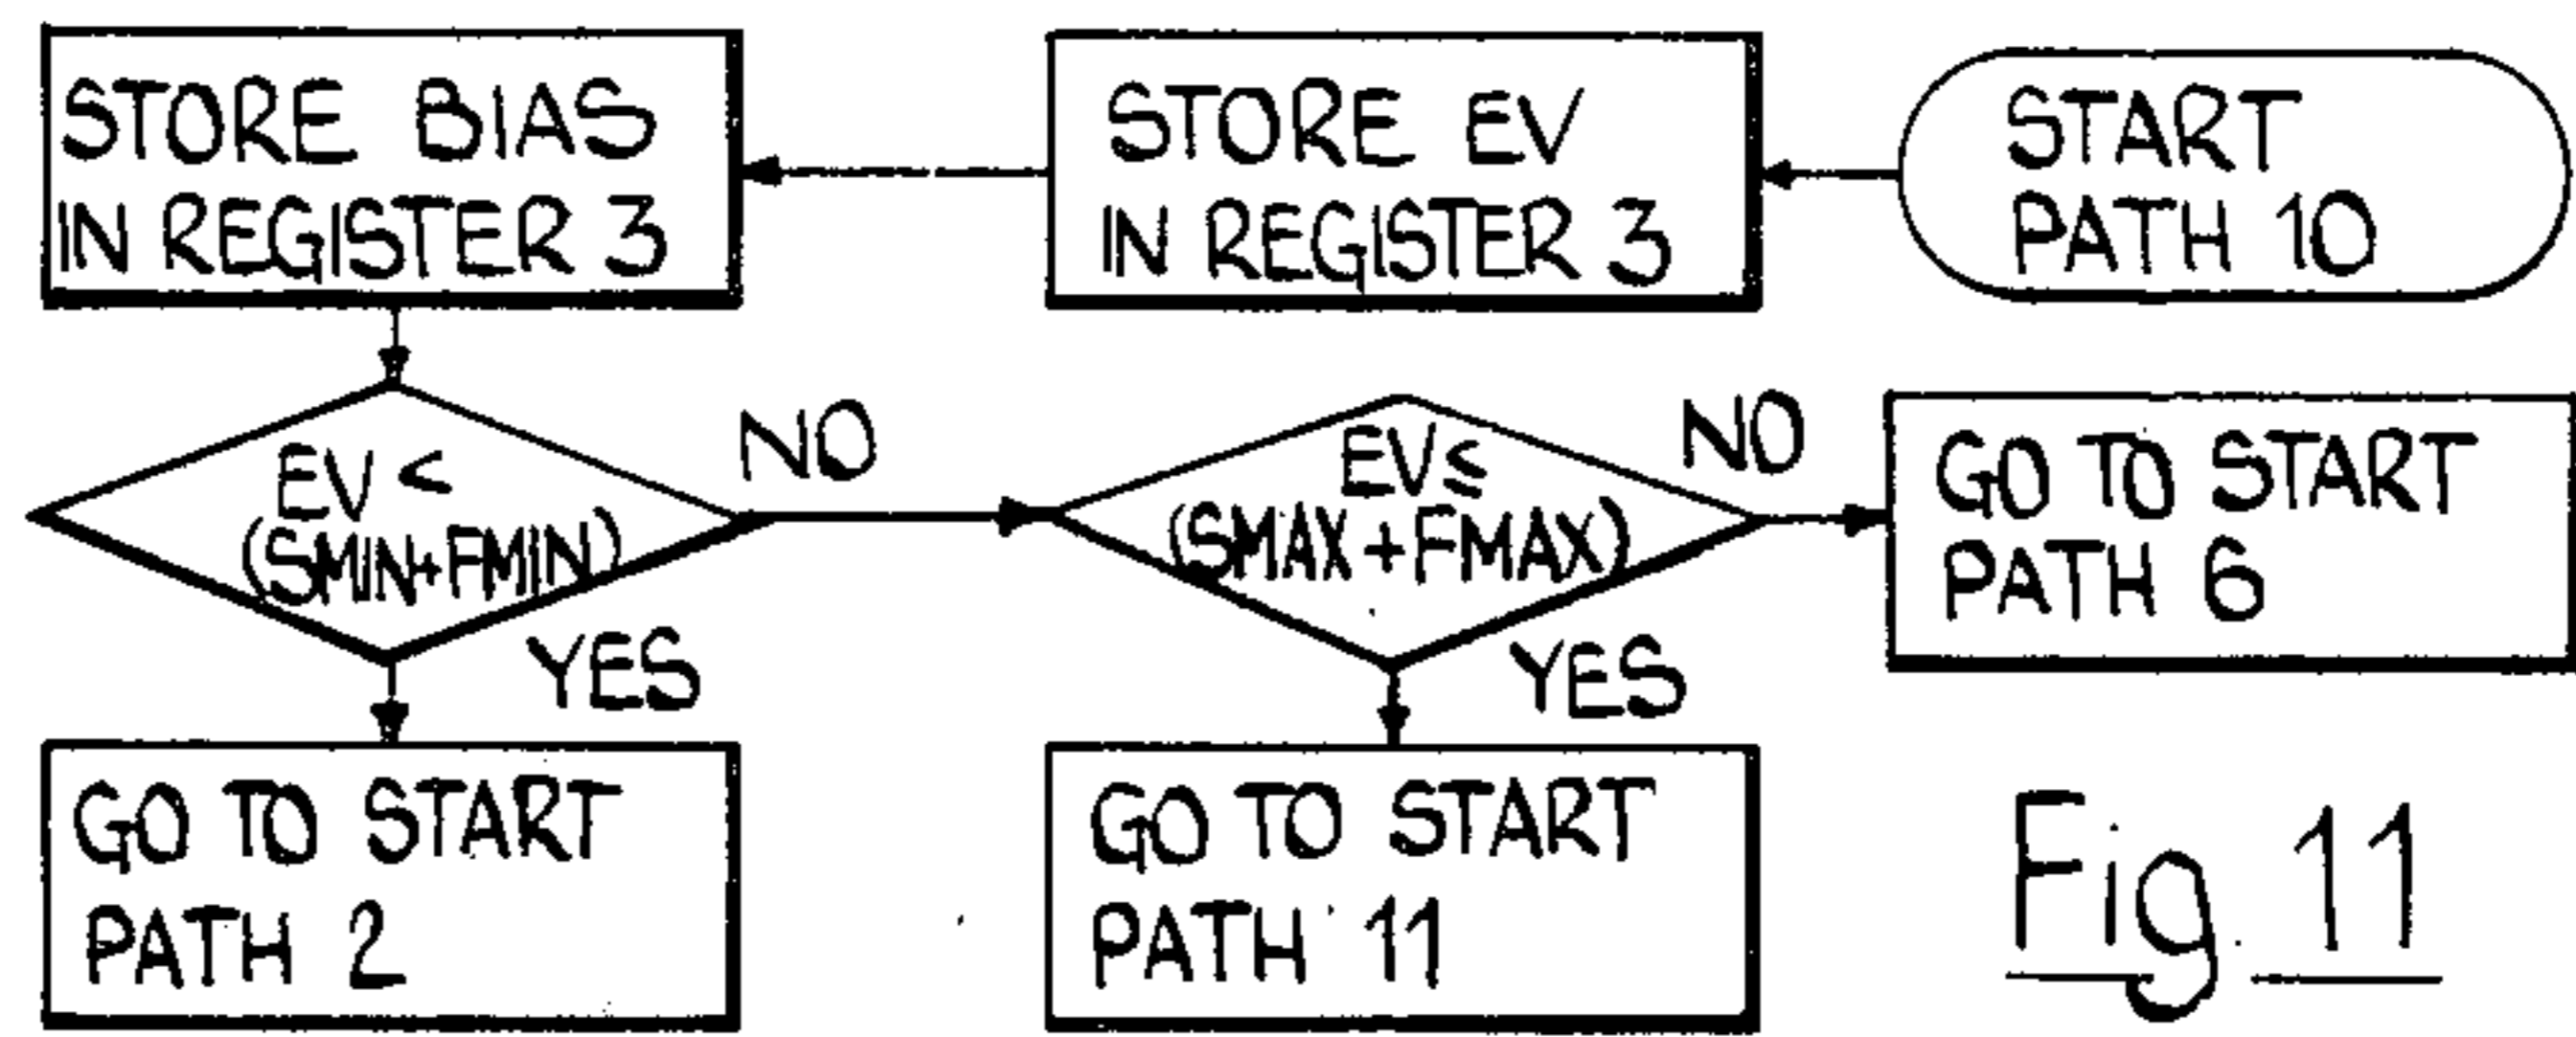 STORE BIAS
IN REGISTER 3
STORE EV
IN REGISTER 3
START
PATH 10
EV <
(SMIN+FMIN)
NO
YES
EV≤
(SMAX+FMAX)
NO
YES
GO TO START
PATH 6
GO TO START
PATH 2
GO TO START
PATH 11
Fig. 11